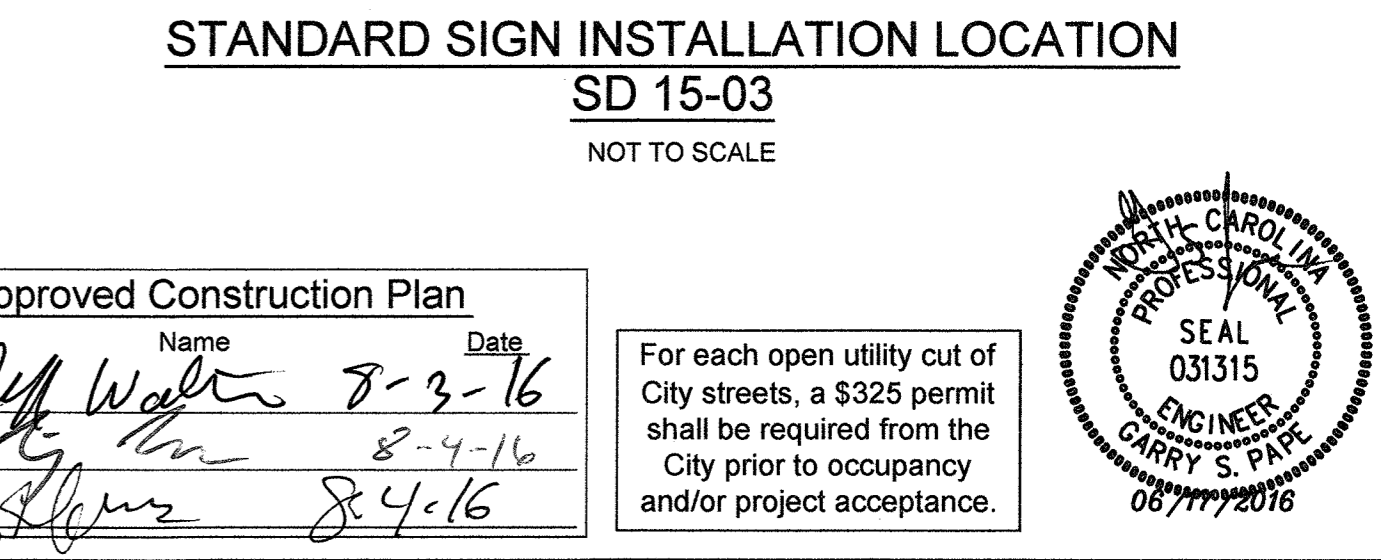 STANDARD SIGN INSTALLATION LOCATION
SD 15-03
NOT TO SCALE
pproved Construction Plan
Name Date
Jeff Walton 8-3-16
8-4-16
8-4-16
For each open utility cut of
City streets, a $325 permit
shall be required from the
City prior to occupancy
and/or project acceptance.
NORTH CAROLINA
PROFESSIONAL
SEAL
031315
ENGINEER
GARRY S. PAPE
06/17/2016